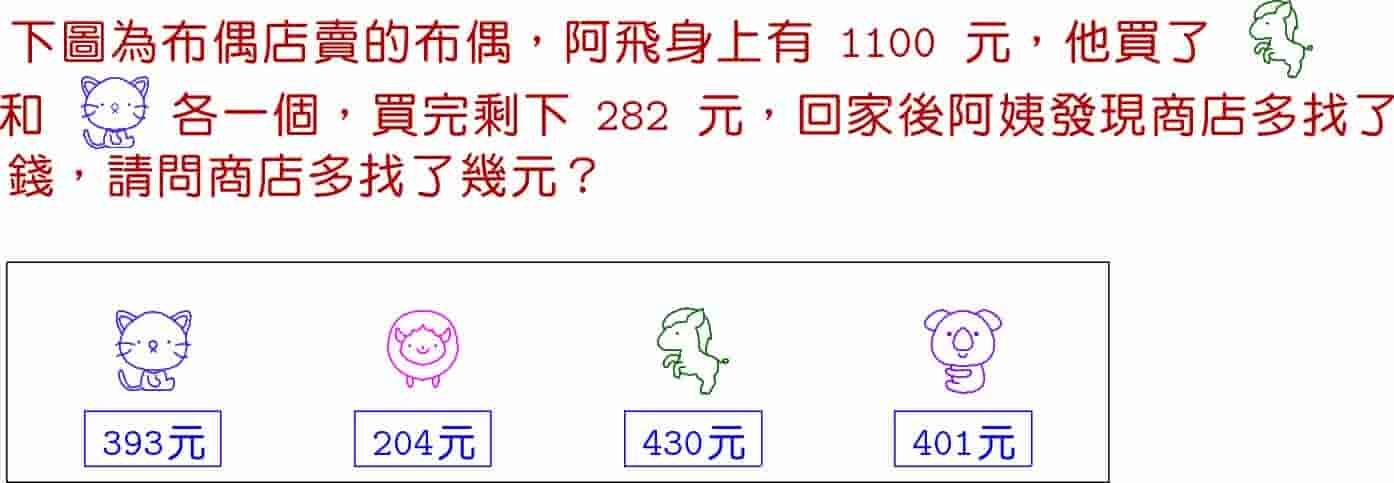 下圖為布偶店賣的布偶，阿飛身上有 1100 元，他買了
和 各一個，買完剩下 282 元，回家後阿姨發現商店多找了
錢，請問商店多找了幾元？
393元 204元 430元 401元